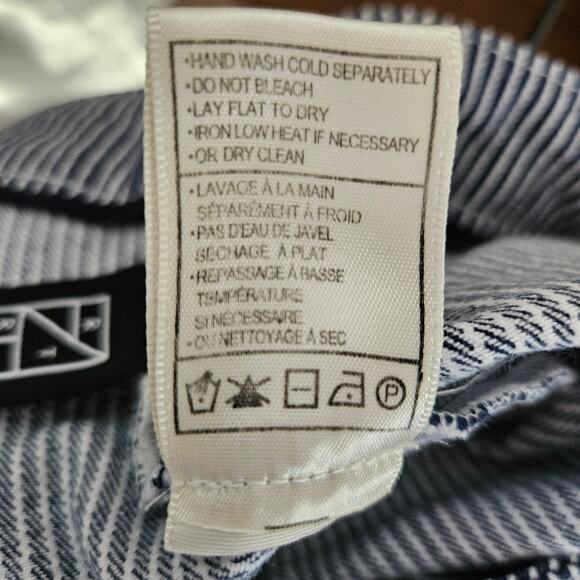 •HAND WASH COLD SEPARATELY
•DO NOT BLEACH
•LAY FLAT TO DRY
•IRON LOW HEAT IF NECESSARY
•OR DRY CLEAN
•LAVAGE À LA MAIN
SÉPARÉMENT À FROID
•PAS D'EAU DE JAVEL
SECHAGE À PLAT
•REPASSAGE À BASSE
TEMPÉRATURE
SI NÉCESSAIRE
•OU NETTOYAGE À SEC
P